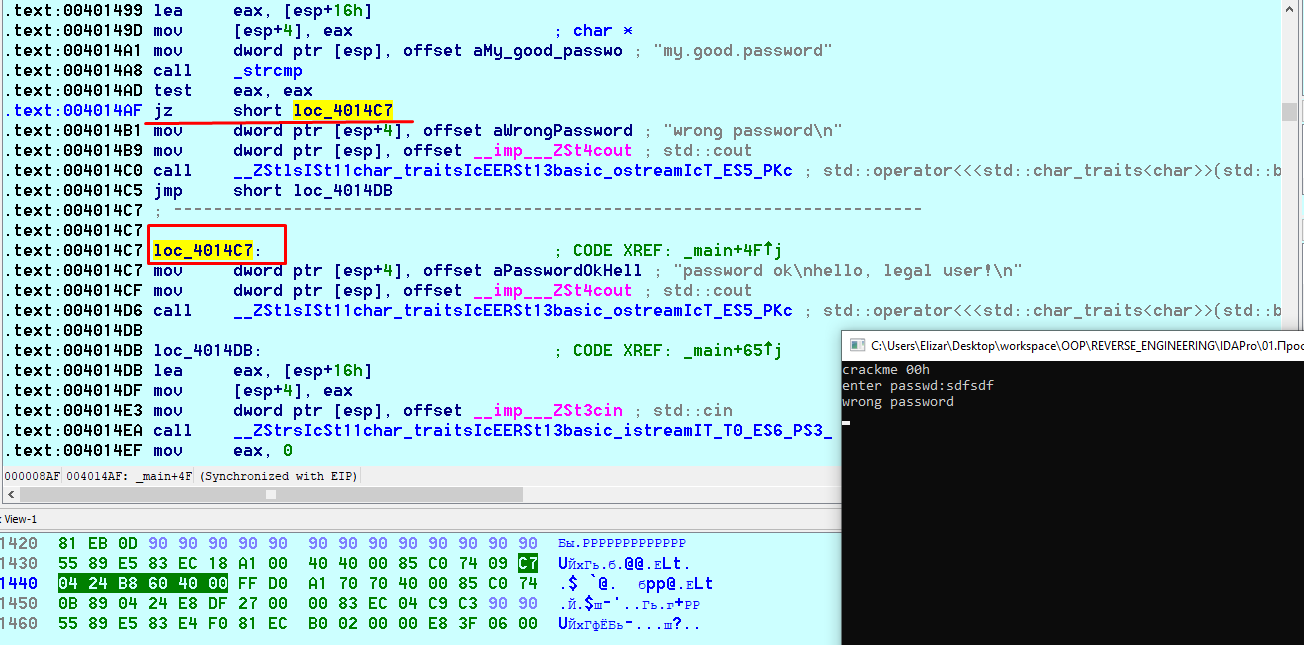 .text:00401499 lea     eax, [esp+16h]
.text:0040149D mov     [esp+4], eax                    ; char *
.text:004014A1 mov     dword ptr [esp], offset aMy_good_passwo ; "my.good.password"
.text:004014A8 call    _strcmp
.text:004014AD test    eax, eax
.text:004014AF jz      short loc_4014C7
.text:004014B1 mov     dword ptr [esp+4], offset aWrongPassword ; "wrong password\n"
.text:004014B9 mov     dword ptr [esp], offset __imp___ZSt4cout ; std::cout
.text:004014C0 call    __ZStlsISt11char_traitsIcEERSt13basic_ostreamIcT_ES5_PKc ; std::operator<<<std::char_traits<char>>(std::b
.text:004014C5 jmp     short loc_4014DB
.text:004014C7 ; ---------------------------------------------------------------------------
.text:004014C7
.text:004014C7 loc_4014C7:                             ; CODE XREF: _main+4F↑j
.text:004014C7 mov     dword ptr [esp+4], offset aPasswordOkHell ; "password ok\nhello, legal user!\n"
.text:004014CF mov     dword ptr [esp], offset __imp___ZSt4cout ; std::cout
.text:004014D6 call    __ZStlsISt11char_traitsIcEERSt13basic_ostreamIcT_ES5_PKc ; std::operator<<<std::char_traits<char>>(std::b
.text:004014DB
.text:004014DB loc_4014DB:                             ; CODE XREF: _main+65↑j
.text:004014DB lea     eax, [esp+16h]
.text:004014DF mov     [esp+4], eax
.text:004014E3 mov     dword ptr [esp], offset __imp___ZSt3cin ; std::cin
.text:004014EA call    __ZStrsIcSt11char_traitsIcEERSt13basic_istreamIT_T0_ES6_PS3_
.text:004014EF mov     eax, 0
000008AF 004014AF: _main+4F (Synchronized with EIP)
View-1
1420 81 EB 0D 90 90 90 90 90 90 90 90 90 90 90 90 90 Бы.РРРРРРРРРРРРР
1430 55 89 E5 83 EC 18 A1 00 40 40 00 85 C0 74 09 C7 UЙхГь.б.@@.ЕLt.
1440 04 24 B8 60 40 00 FF D0 A1 70 70 40 00 85 C0 74 .$ `@. бpp@.ЕLt
1450 0B 89 04 24 E8 DF 27 00 00 83 EC 04 C9 C3 90 90 .Й.$ш-'..Гь.г+РР
1460 55 89 E5 83 E4 F0 81 EC B0 02 00 00 E8 3F 06 00 UЙхГфЁБь-...ш?..
C:\Users\Elizar\Desktop\workspace\OOP\REVERSE_ENGINEERING\IDAPro\01.Прос
crackme 00h
enter passwd:sdfsdf
wrong password